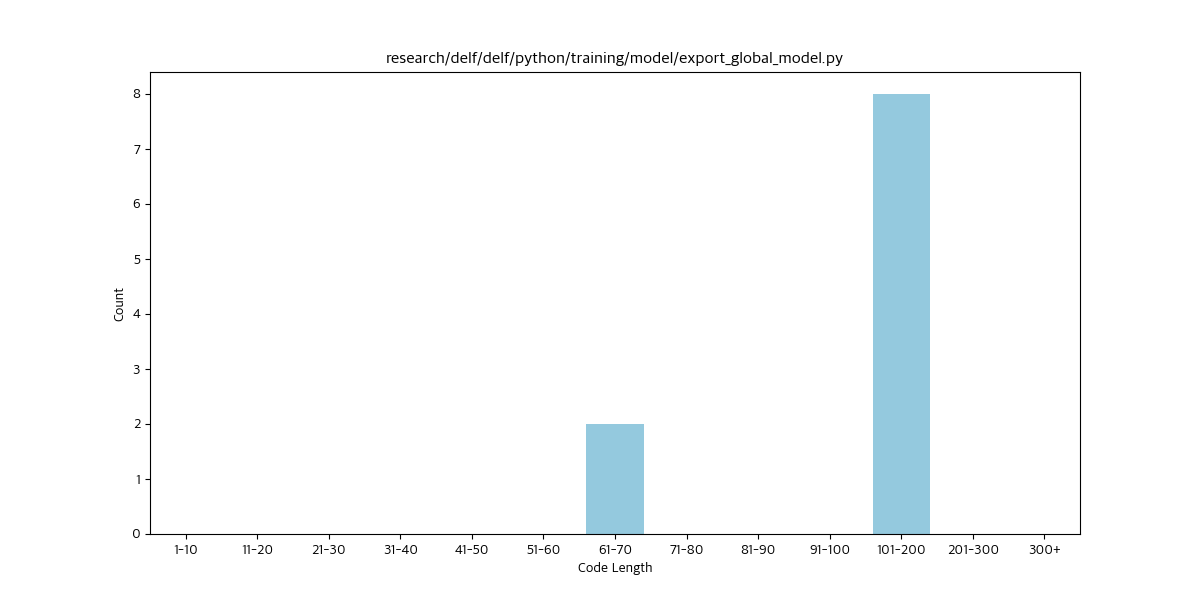 research/delf/delf/python/training/model/export_global_model.py
8
7
6
5
4
3
2
1
0
Count
1-10 11-20 21-30 31-40 41-50 51-60 61-70 71-80 81-90 91-100 101-200 201-300 300+
Code Length